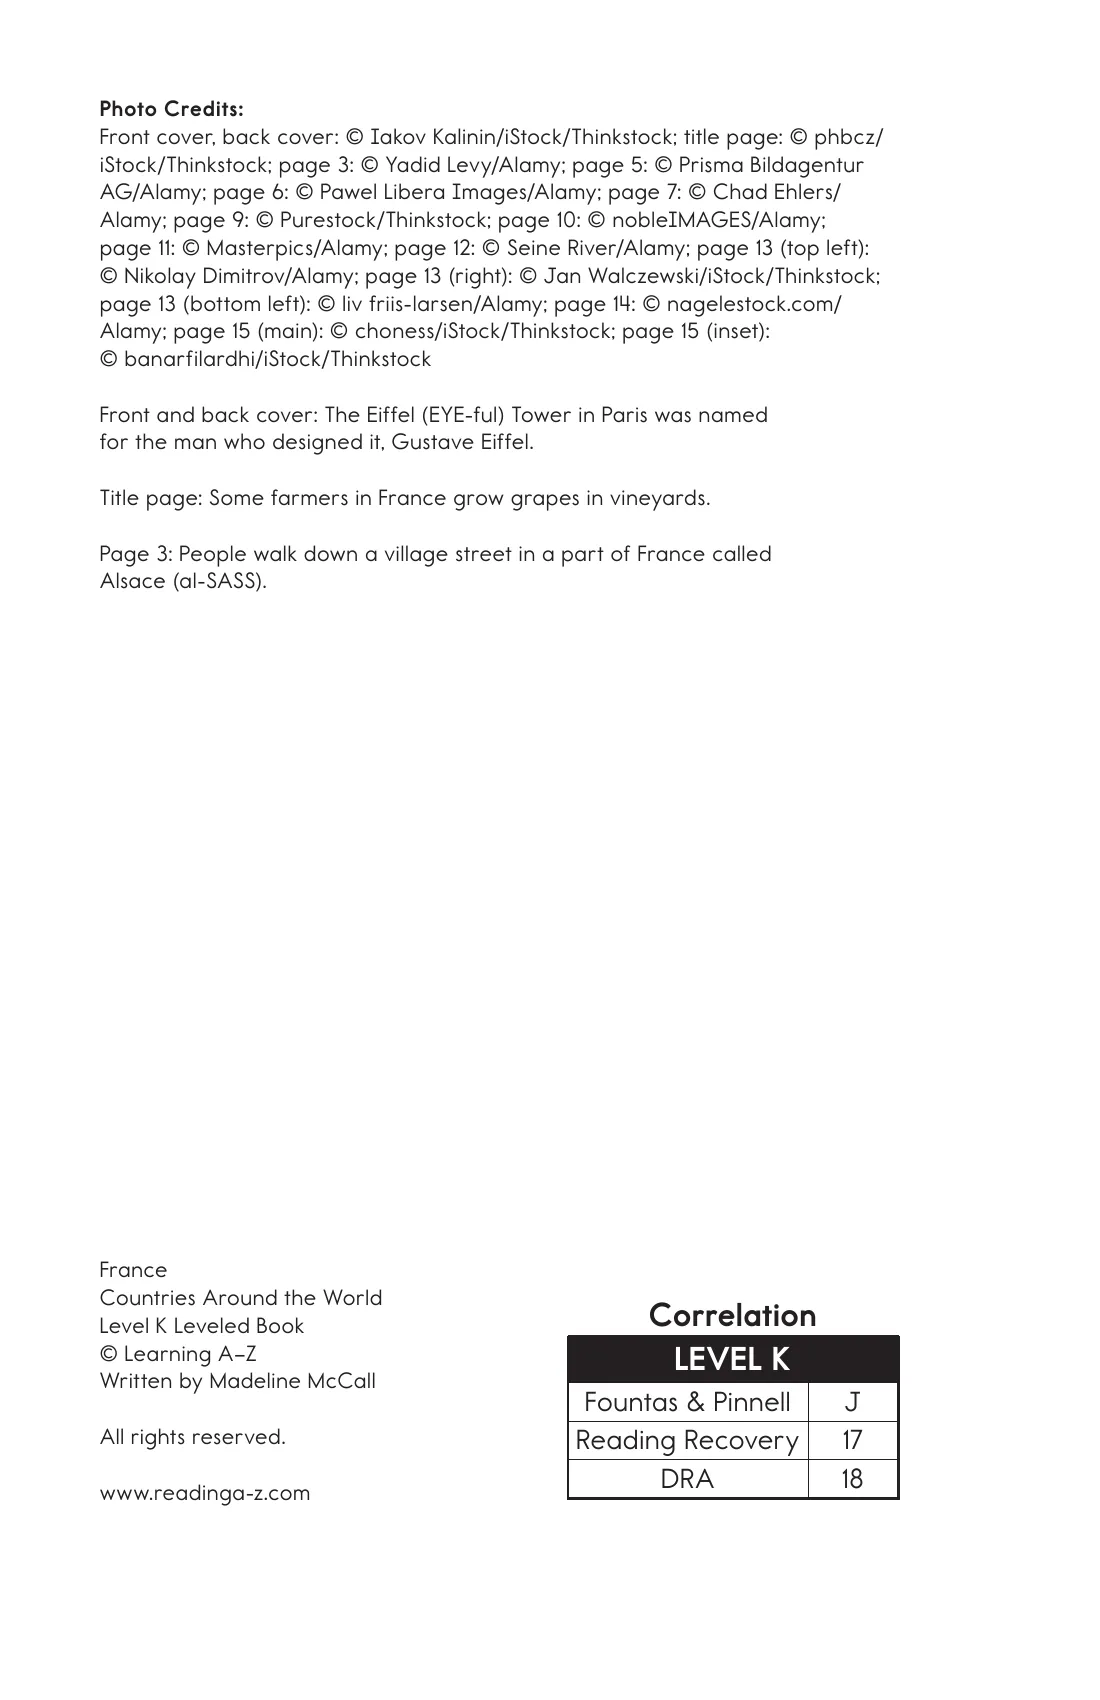 Photo Credits:
Front cover, back cover: © Iakov Kalinin/iStock/Thinkstock; title page: © phbcz/
iStock/Thinkstock; page 3: © Yadid Levy/Alamy; page 5: © Prisma Bildagentur
AG/Alamy; page 6: © Pawel Libera Images/Alamy; page 7: © Chad Ehlers/
Alamy; page 9: © Purestock/Thinkstock; page 10: © nobleIMAGES/Alamy;
page 11: © Masterpics/Alamy; page 12: © Seine River/Alamy; page 13 (top left):
© Nikolay Dimitrov/Alamy; page 13 (right): © Jan Walczewski/iStock/Thinkstock;
page 13 (bottom left): © liv friis-larsen/Alamy; page 14: © nagelestock.com/
Alamy; page 15 (main): © choness/iStock/Thinkstock; page 15 (inset):
© banarfilardhi/iStock/Thinkstock
Front and back cover: The Eiffel (EYE-ful) Tower in Paris was named
for the man who designed it, Gustave Eiffel.
Title page: Some farmers in France grow grapes in vineyards.
Page 3: People walk down a village street in a part of France called
Alsace (al-SASS).
France
Countries Around the World
Level K Leveled Book
© Learning A–Z
Written by Madeline McCall
All rights reserved.
www.readinga-z.com
Correlation
LEVEL K
Fountas & Pinnell J
Reading Recovery 17
DRA 18